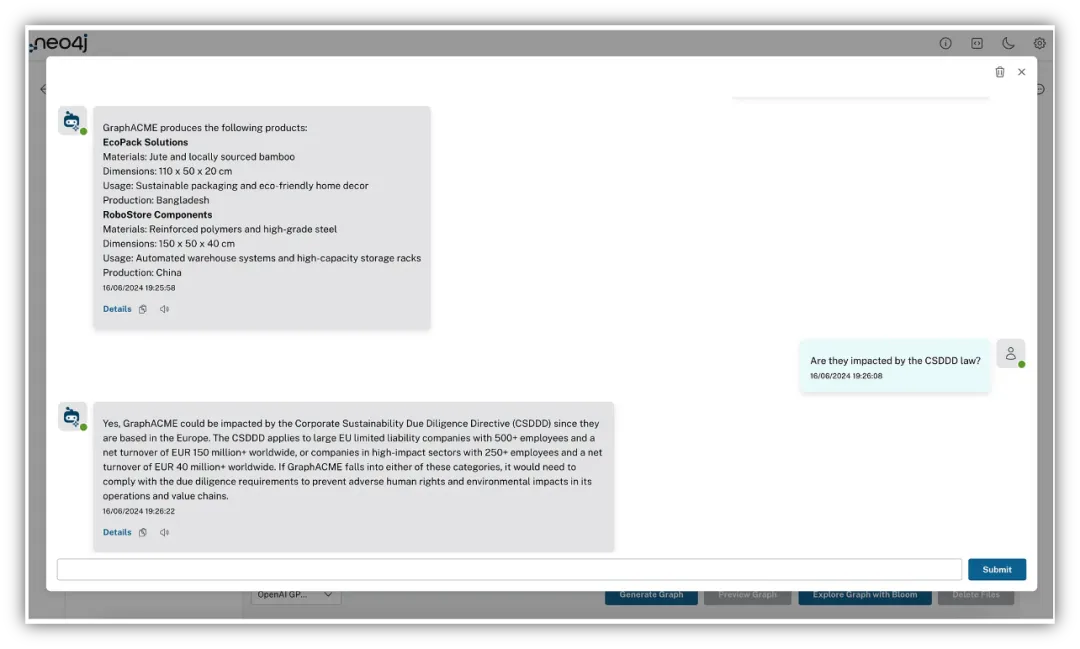 neo4j
GraphACME produces the following products:
EcoPack Solutions
Materials: Jute and locally sourced bamboo
Dimensions: 110 x 50 x 20 cm
Usage: Sustainable packaging and eco-friendly home decor
Production: Bangladesh
RoboStore Components
Materials: Reinforced polymers and high-grade steel
Dimensions: 150 x 50 x 40 cm
Usage: Automated warehouse systems and high-capacity storage racks
Production: China
16/06/2024 19:25:58
Details
Are they impacted by the CSDDD law?
16/06/2024 19:26:08
Yes, GraphACME could be impacted by the Corporate Sustainability Due Diligence Directive (CSDDD) since they
are based in the Europe. The CSDDD applies to large EU limited liability companies with 500+ employees and a
net turnover of EUR 150 million+ worldwide, or companies in high-impact sectors with 250+ employees and a net
turnover of EUR 40 million+ worldwide. If GraphACME falls into either of these categories, it would need to
comply with the due diligence requirements to prevent adverse human rights and environmental impacts in its
operations and value chains.
16/06/2024 19:26:22
Details
Submit
OpenAI GP...
Generate Graph
Preview Graph
Explore Graph with Bloom
Delete Files